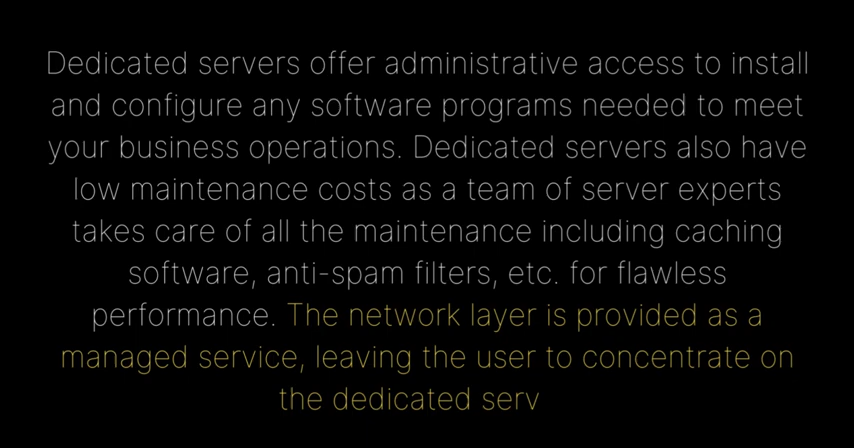 Dedicated servers offer administrative access to install
and configure any software programs needed to meet
your business operations. Dedicated servers also have
low maintenance costs as a team of server experts
takes care of all the maintenance including caching
software, anti-spam filters, etc. for flawless
performance. The network layer is provided as a
managed service, leaving the user to concentrate on
the dedicated serv